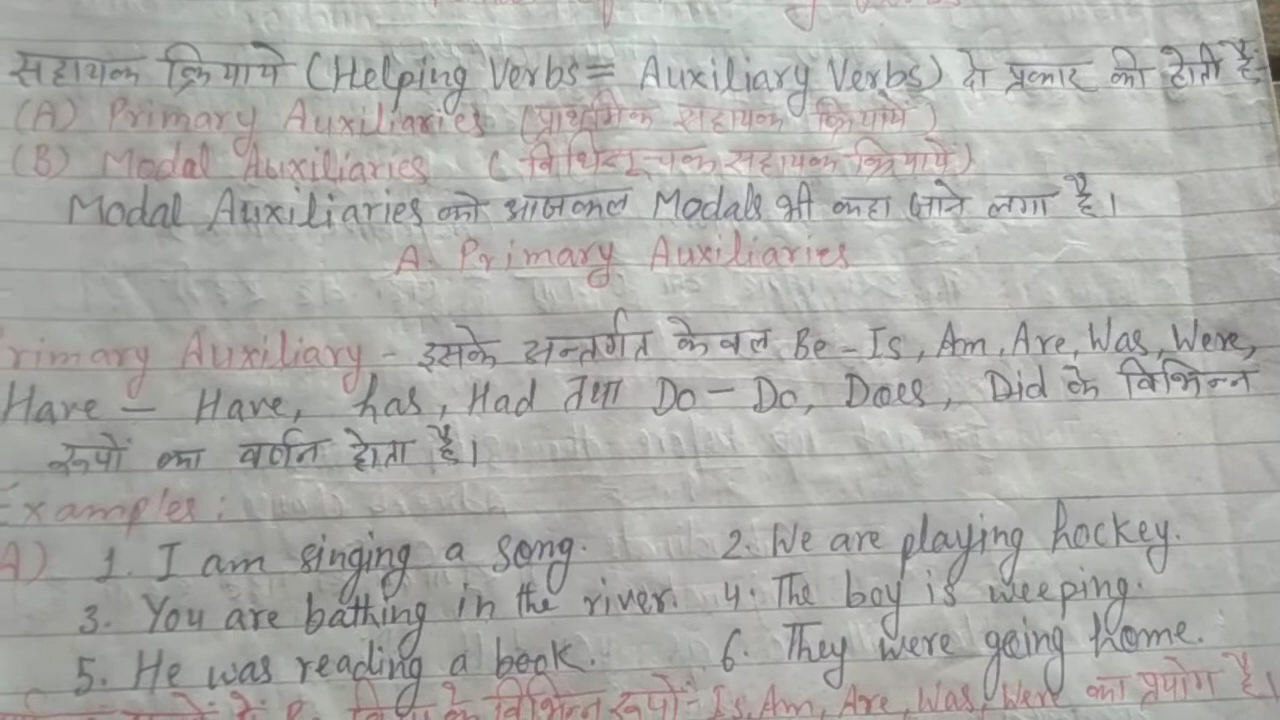 सहायक क्रियाये (Helping Verbs= Auxiliary Verbs) दो प्रकार की होती है
(A) Primary Auxiliaries (प्राथमिक सहायक क्रियायें)
(B) Modal Auxiliaries ( सहायक क्रियायें)
Modal Auxiliaries को आजकल Modals भी कहा जाने लगा है।
A. Primary Auxiliaries
rimary Auxiliary - इसके अन्तर्गत केवल Be - Is, Am, Are, Was, Were,
Have - Have, has, Had तथा Do - Do, Does, Did के विभिन्न
रूपों का वर्णन होता है।
Examples:
A) 1. I am singing a song. 2. We are playing hockey.
3. You are bathing in the river. 4. The boy is weeping.
5. He was reading a book. 6. They were going home.
विभिन्न रूपों- Is, Am, Are, Was, Were का प्रयोग है।